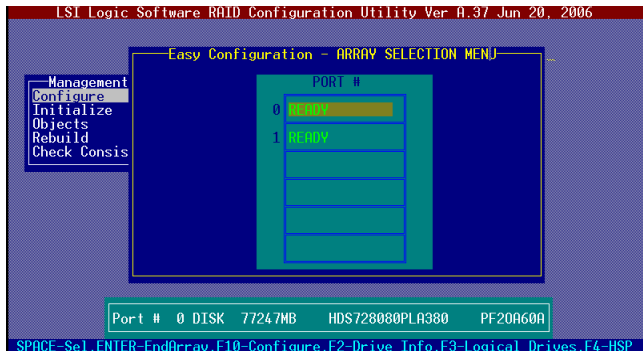 LSI Logic Software RAID Configuration Utility Ver A.37 Jun 20, 2006
Easy Configuration - ARRAY SELECTION MENU
Management
Configure
Initialize
Objects
Rebuild
Check Consis
PORT #
0 READY
1 READY
Port # 0 DISK 77247MB HDS728080PLA380 PF2OA60A
SPACE-Sel,ENTER-EndArray,F10-Configure,F2-Drive Info,F3-Logical Drives,F4-HSP